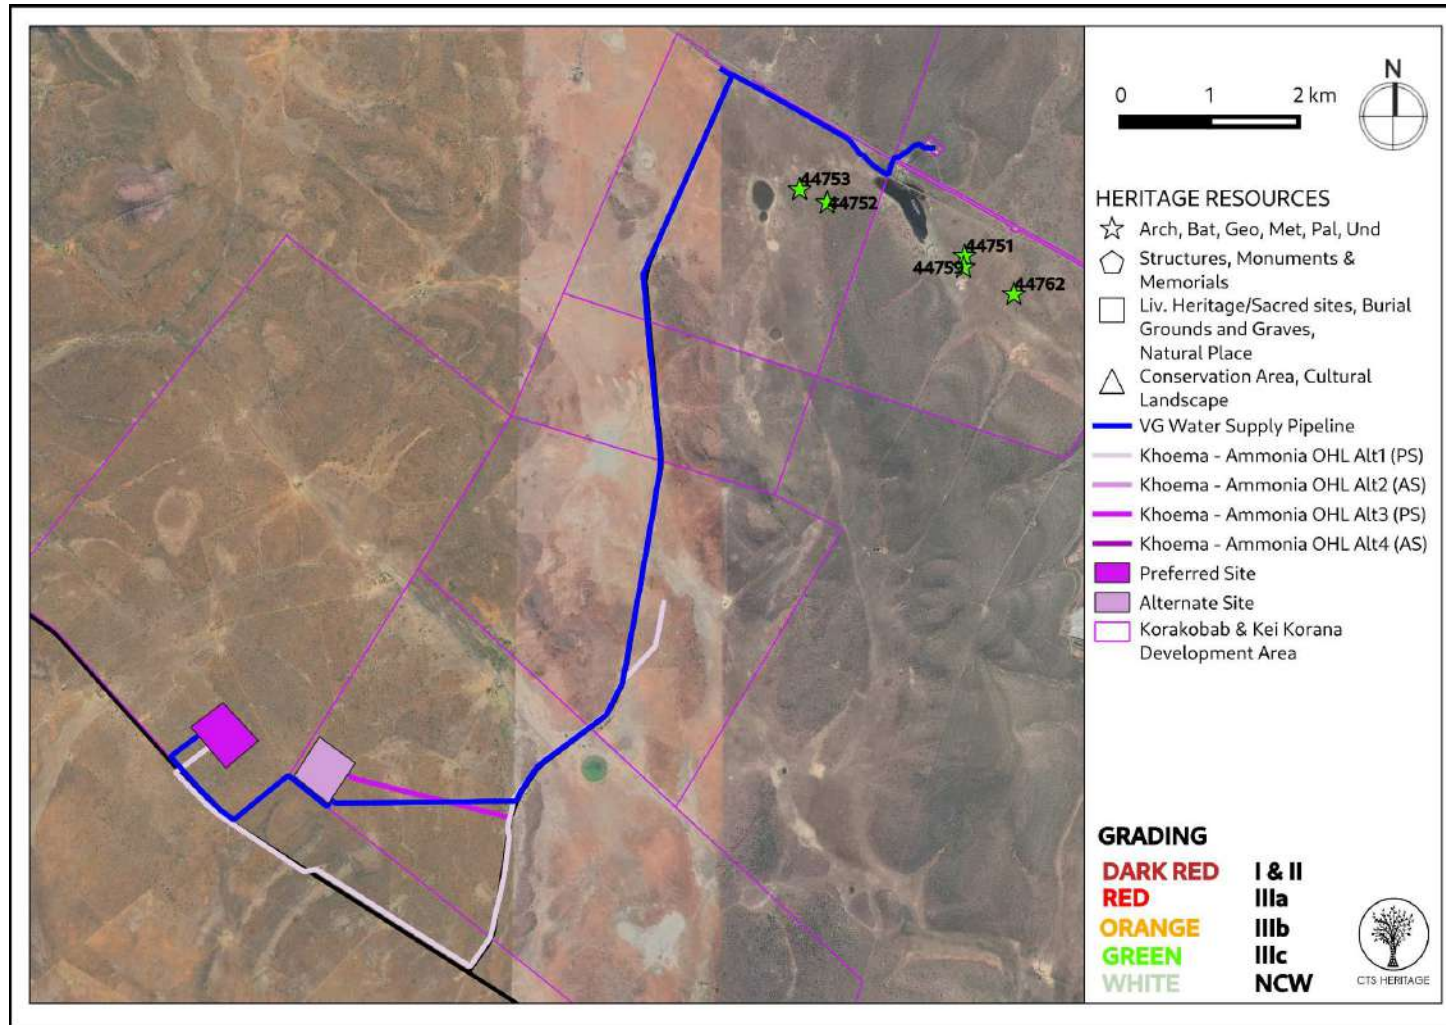 44753
44752
44751
44759
44762
0 1 2 km
N
HERITAGE RESOURCES
Arch, Bat, Geo, Met, Pal, Und
Structures, Monuments &
Memorials
Liv. Heritage/Sacred sites, Burial
Grounds and Graves,
Natural Place
Conservation Area, Cultural
Landscape
VG Water Supply Pipeline
Khoema - Ammonia OHL Alt1 (PS)
Khoema - Ammonia OHL Alt2 (AS)
Khoema - Ammonia OHL Alt3 (PS)
Khoema - Ammonia OHL Alt4 (AS)
Preferred Site
Alternate Site
Korakobab & Kei Korana
Development Area
GRADING
DARK RED I & II
RED IIIa
ORANGE IIIb
GREEN IIIc
WHITE NCW
CTS HERITAGE